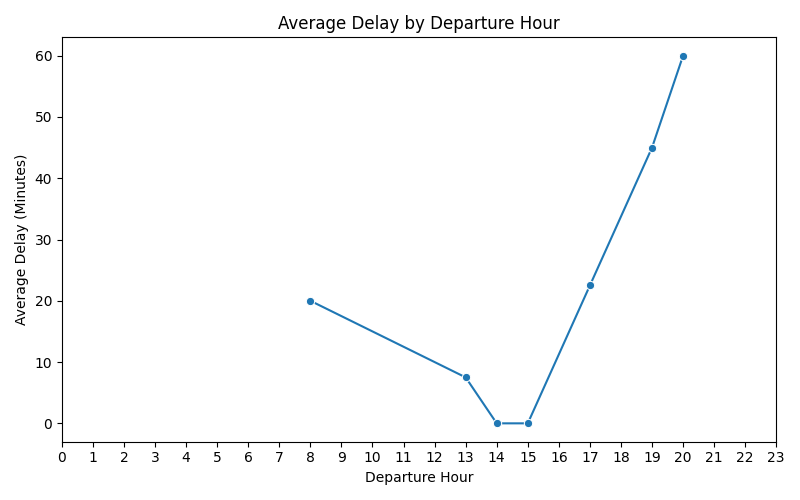 Average Delay by Departure Hour
Average Delay (Minutes)
60
50
40
30
20
10
0
0 1 2 3 4 5 6 7 8 9 10 11 12 13 14 15 16 17 18 19 20 21 22 23
Departure Hour